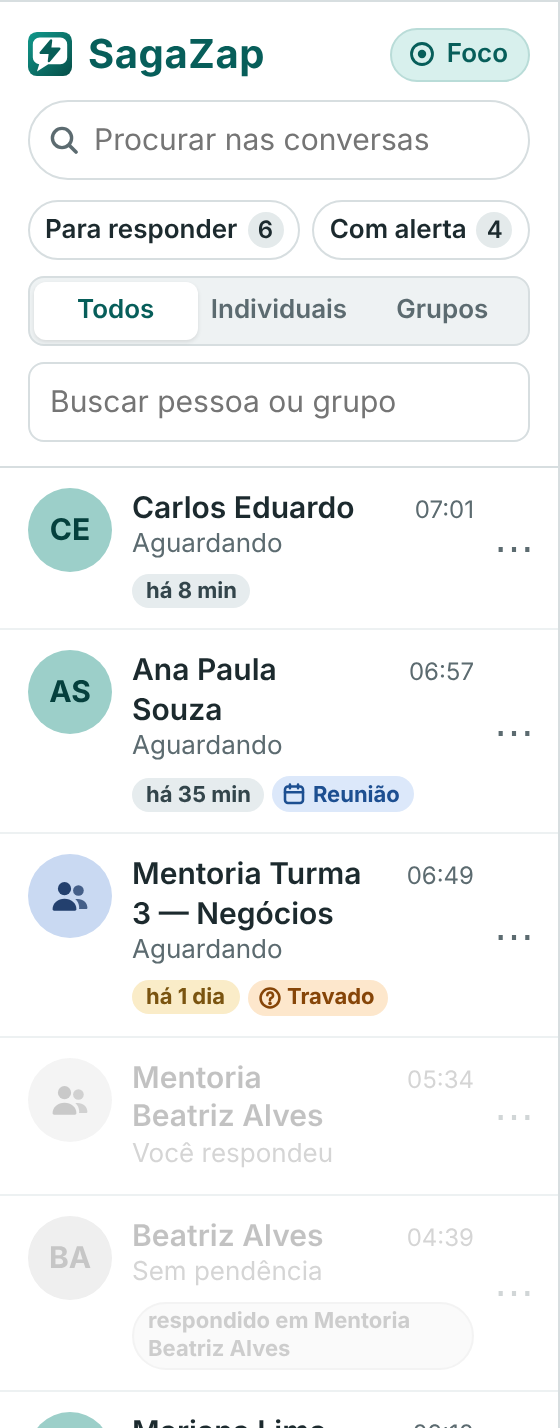 SagaZap
Foco
Procurar nas conversas
Para responder 6
Com alerta 4
Todos
Individuais
Grupos
Buscar pessoa ou grupo
CE
Carlos Eduardo
07:01
Aguardando
há 8 min
...
AS
Ana Paula
Souza
06:57
Aguardando
há 35 min
Reunião
...
Mentoria Turma
3 — Negócios
06:49
Aguardando
há 1 dia
Travado
...
Mentoria
Beatriz Alves
05:34
Você respondeu
...
BA
Beatriz Alves
04:39
Sem pendência
respondido em Mentoria
Beatriz Alves
...
Mariana Lima